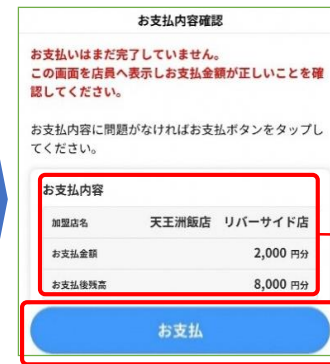 お支払内容確認
お支払いはまだ完了していません。
この画面を店員へ表示しお支払金額が正しいことを確
認してください。
お支払内容に問題がなければお支払ボタンをタップし
てください。
お支払内容
加盟店名 天王洲飯店 リバーサイド店
お支払金額 2,000 円分
お支払後残高 8,000 円分
お支払